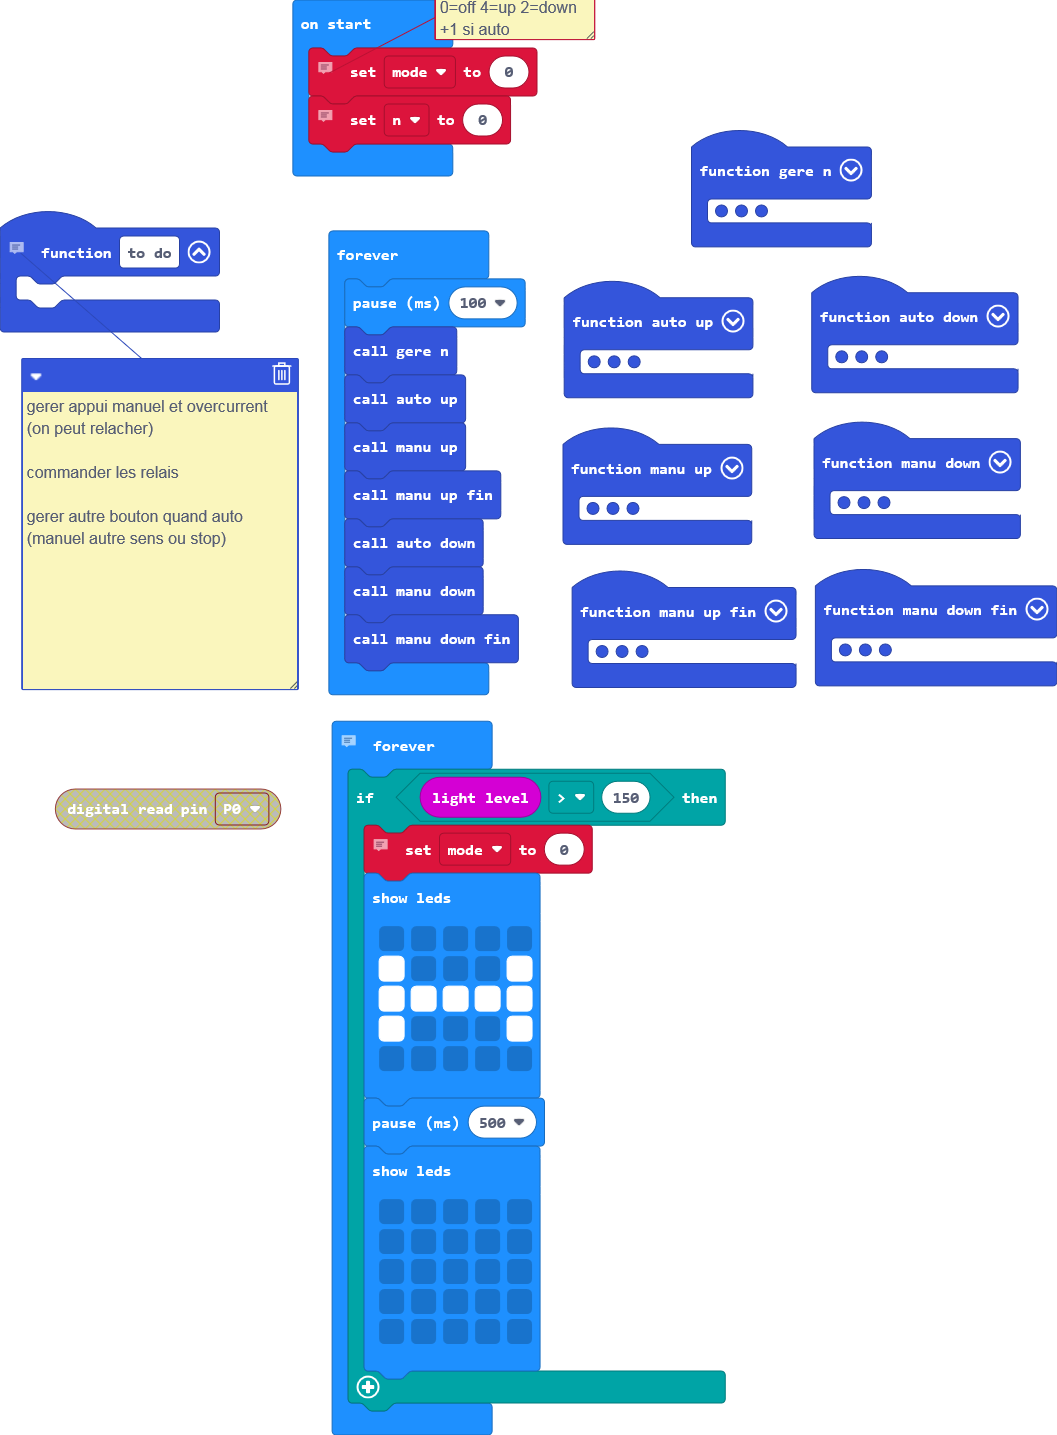 0=off 4=up 2=down
+1 si auto
on start
set mode to 0
set n to 0
function gere n
function to do
gerer appui manuel et overcurrent
(on peut relacher)
commander les relais
gerer autre bouton quand auto
(manuel autre sens ou stop)
forever
pause (ms) 100
call gere n
call auto up
call manu up
call manu up fin
call auto down
call manu down
call manu down fin
function auto up
function auto down
function manu up
function manu down
function manu up fin
function manu down fin
digital read pin P0
forever
if light level > 150 then
set mode to 0
show leds
pause (ms) 500
show leds